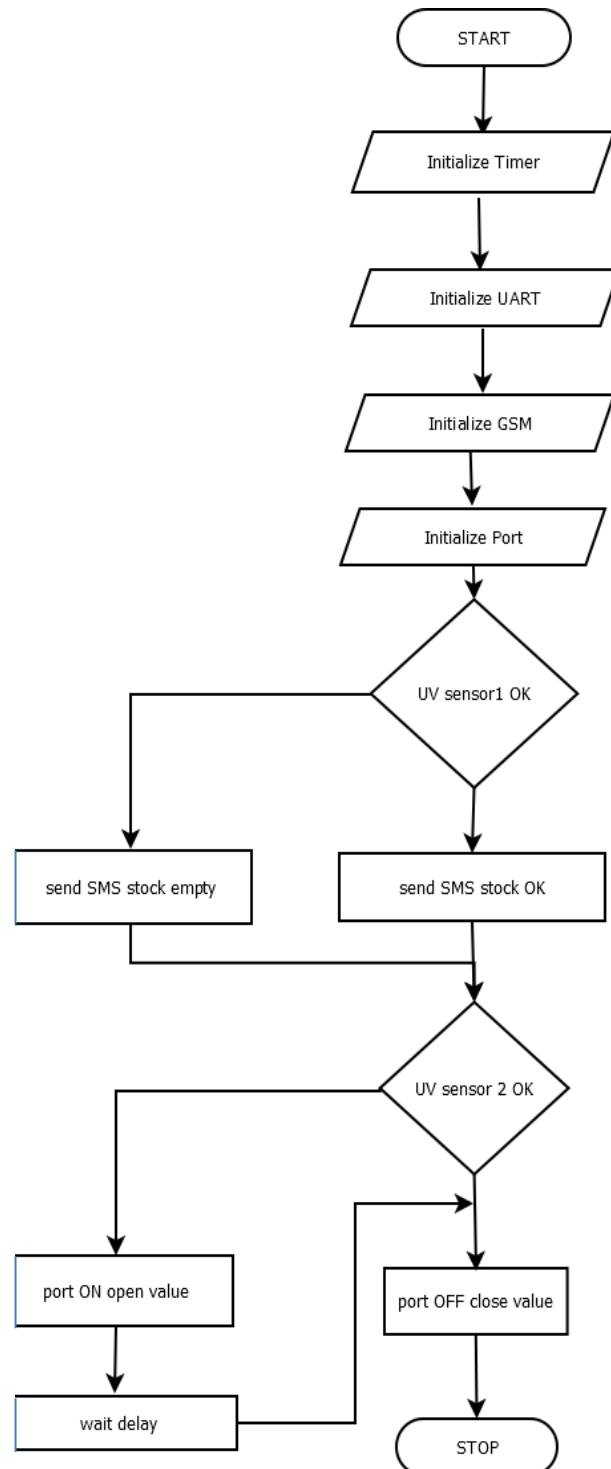 START
Initialize Timer
Initialize UART
Initialize GSM
Initialize Port
UV sensor1 OK
send SMS stock empty
send SMS stock OK
UV sensor 2 OK
port ON open value
port OFF close value
wait delay
STOP